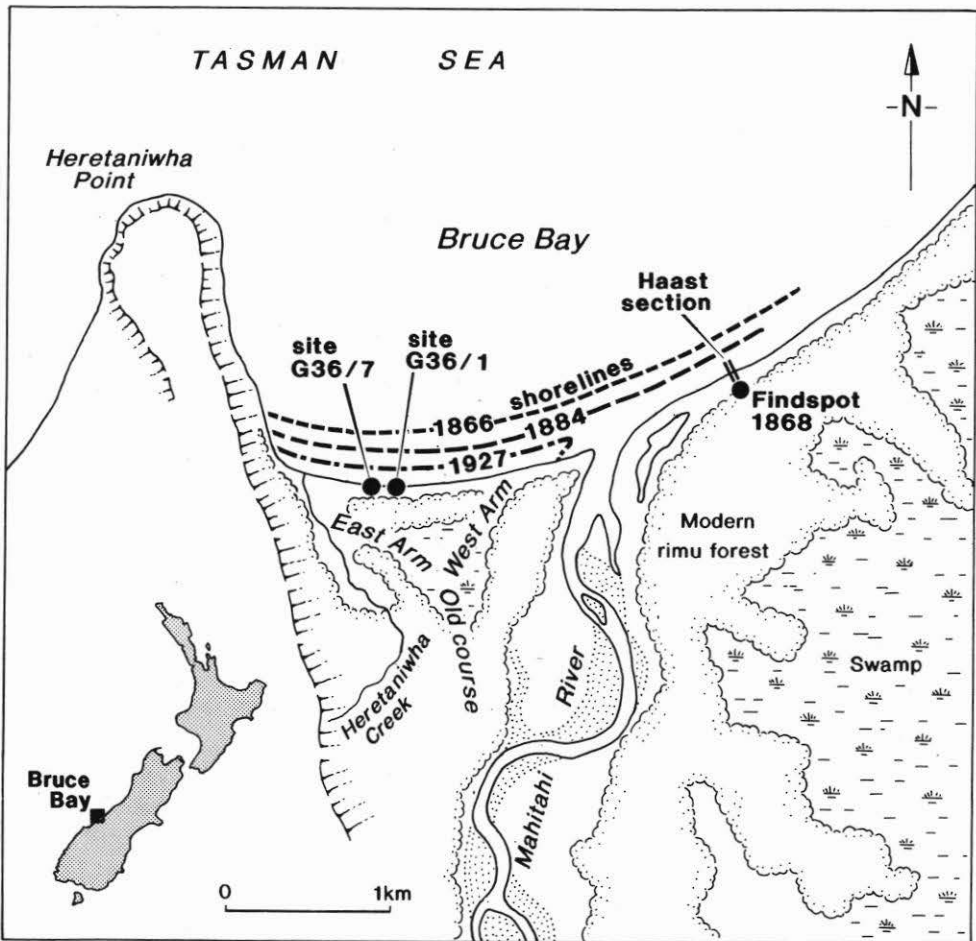 TASMAN SEA
N
Heretaniwha
Point
Bruce Bay
Haast
section
site
G36/7
site
G36/1
shorelines
1866
1884
1927
Findspot
1868
East Arm
West Arm
Old course
Modern
rimu forest
Swamp
River
Mahitahi
Heretaniwha
Creek
Bruce
Bay
0 1km